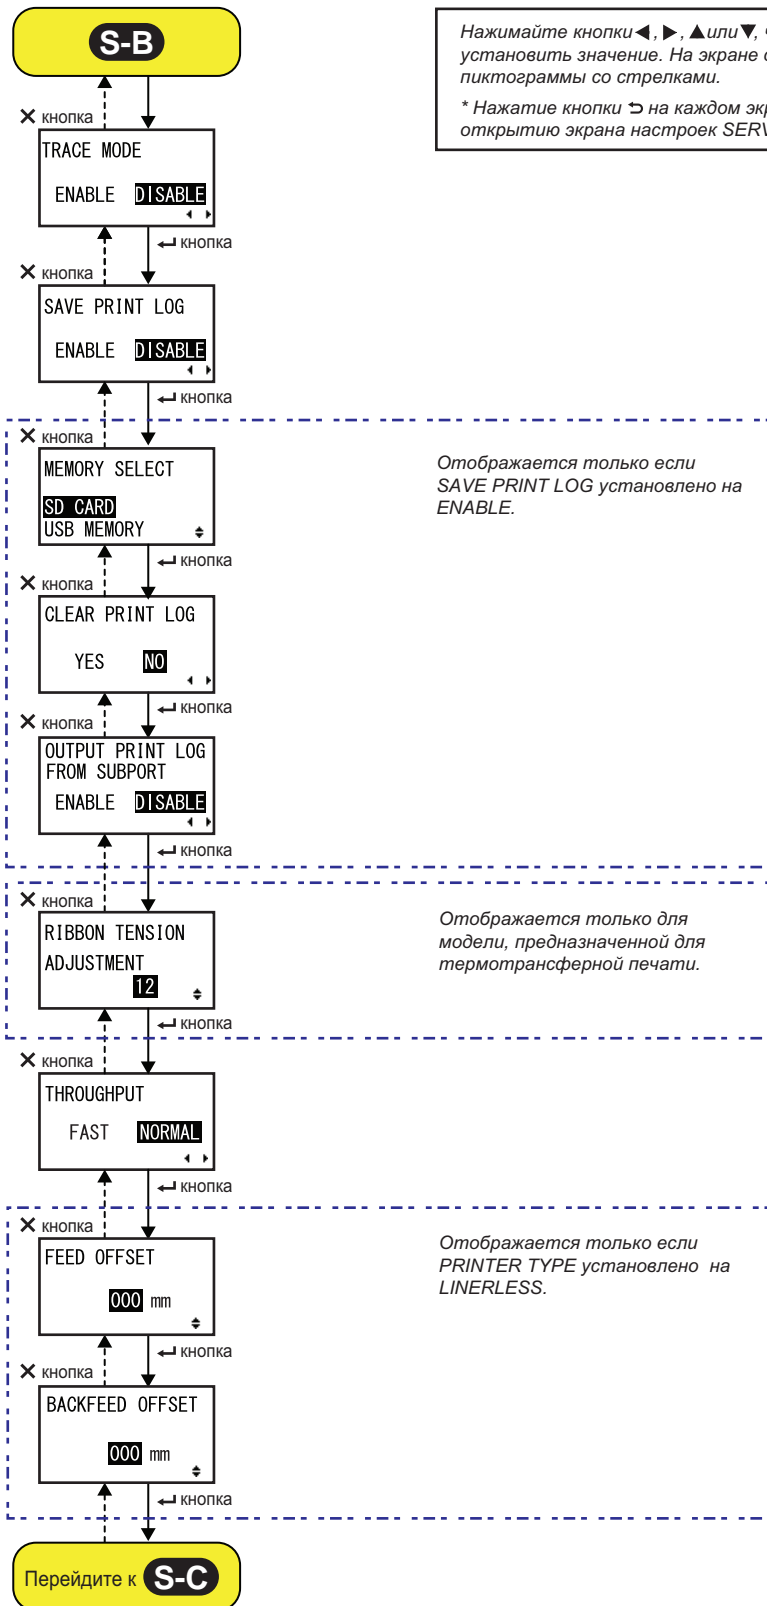 S-B
Нажимайте кнопки ◀, ▶, ▲ или ▼,
установить значение. На экране
пиктограммы со стрелками.
* Нажатие кнопки ⮌ на каждом
открытию экрана настроек
✕ кнопка
TRACE MODE
ENABLE DISABLE
↵ кнопка
✕ кнопка
SAVE PRINT LOG
ENABLE DISABLE
↵ кнопка
✕ кнопка
MEMORY SELECT
SD CARD
USB MEMORY
Отображается только если
SAVE PRINT LOG установлено на
ENABLE.
↵ кнопка
✕ кнопка
CLEAR PRINT LOG
YES NO
↵ кнопка
✕ кнопка
OUTPUT PRINT LOG
FROM SUBPORT
ENABLE DISABLE
↵ кнопка
✕ кнопка
RIBBON TENSION
ADJUSTMENT
12
Отображается только для
модели, предназначенной для
термотрансферной печати.
↵ кнопка
✕ кнопка
THROUGHPUT
FAST NORMAL
↵ кнопка
✕ кнопка
FEED OFFSET
000 mm
Отображается только если
PRINTER TYPE установлено на
LINERLESS.
↵ кнопка
✕ кнопка
BACKFEED OFFSET
000 mm
↵ кнопка
Перейдите к S-C